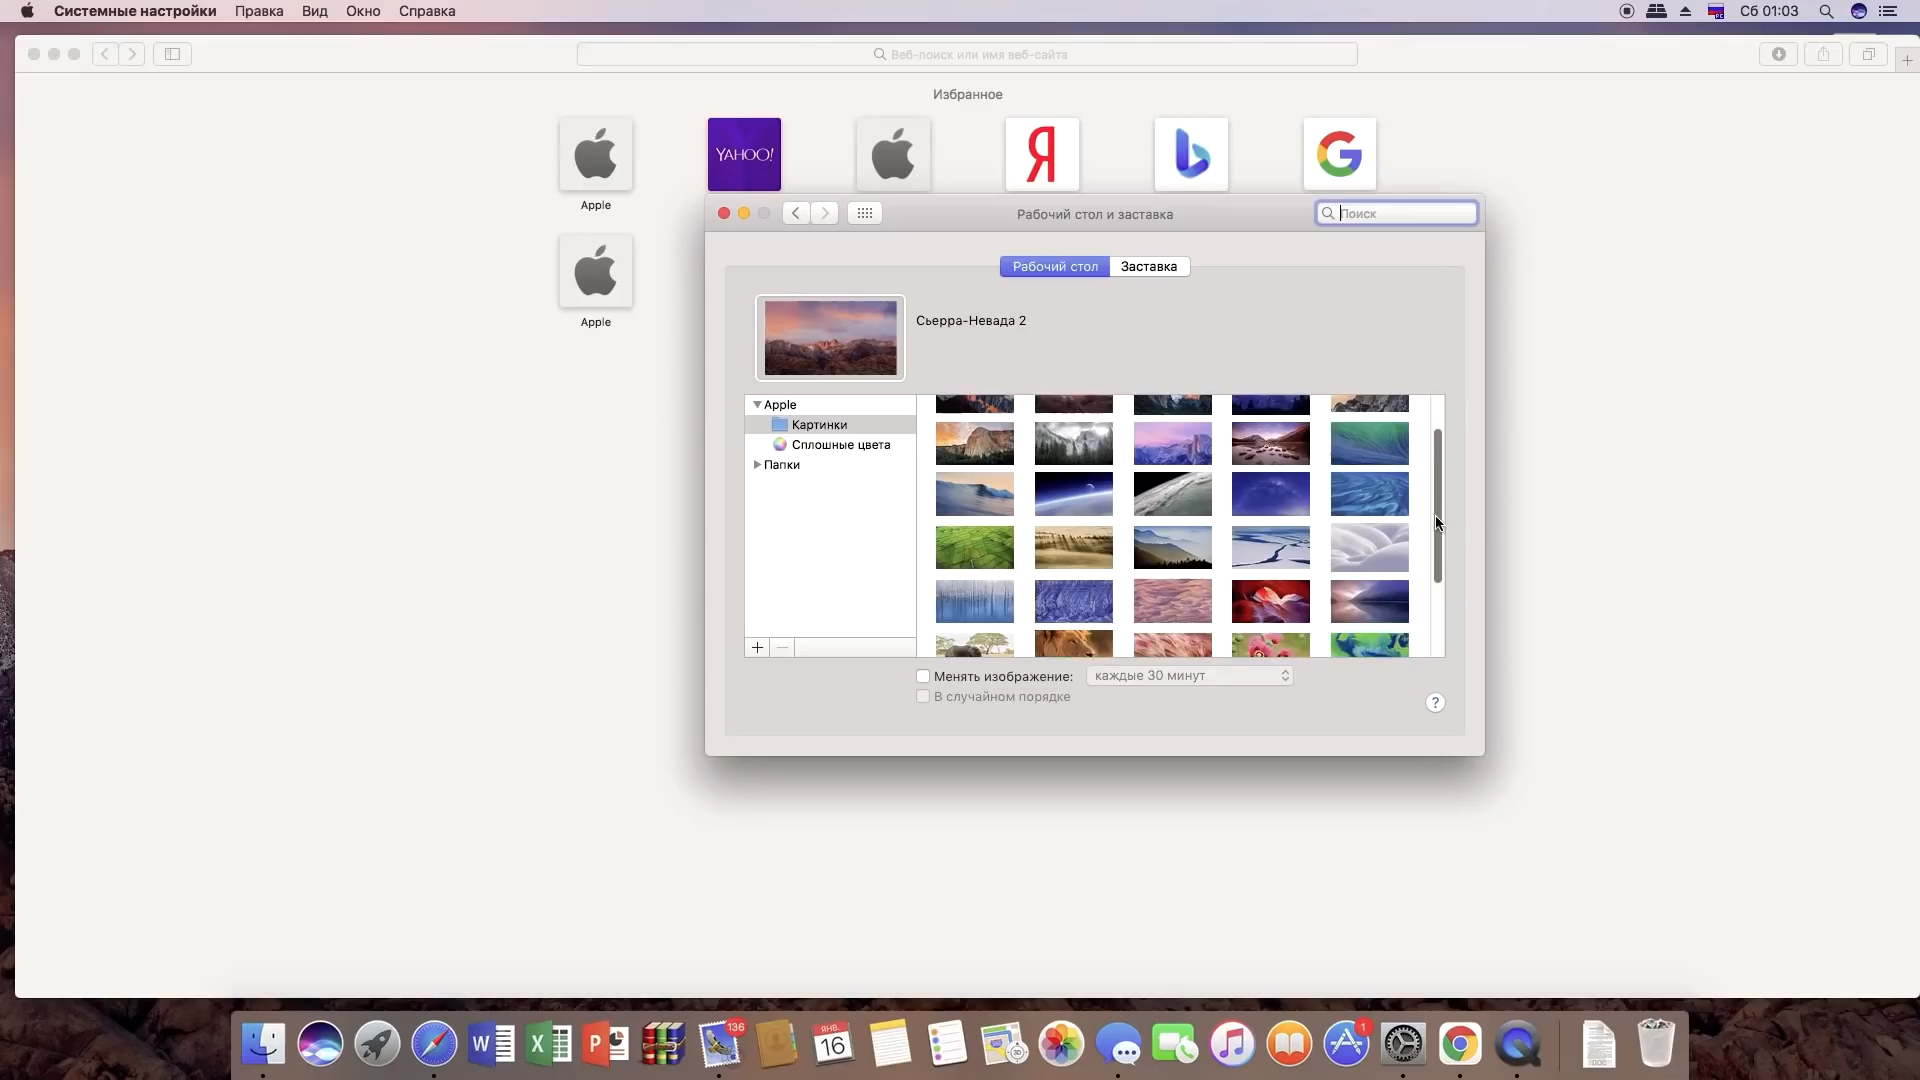 Системные настройки Правка Вид Окно Справка Сб 01:03
Веб-поиск или имя веб-сайта
Избранное
YAHOO!
Я
G
Apple
Apple
Рабочий стол и заставка
Поиск
Рабочий стол Заставка
Сьерра-Невада 2
Apple
Картинки
Сплошные цвета
Папки
Менять изображение: каждые 30 минут
В случайном порядке
?
W X P 136 ЯНВ. 16 3D 1 DOC